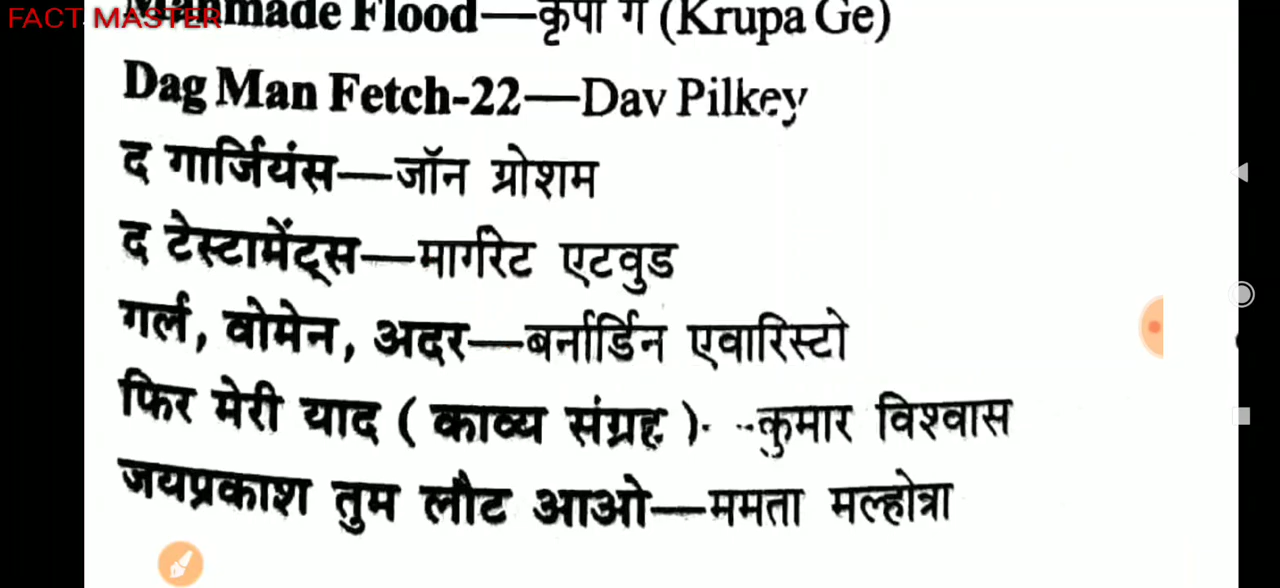 FACT MASTER
made Flood—कृपा गे (Krupa Ge)
Dag Man Fetch-22—Dav Pilkey
द गार्जियंस—जॉन ग्रोशम
द टेस्टामेंट्स—मार्गरेट एटवुड
गर्ल, वोमेन, अदर—बर्नार्डिन एवारिस्टो
फिर मेरी याद ( काव्य संग्रह )- --कुमार विश्वास
जयप्रकाश तुम लौट आओ—ममता मल्होत्रा